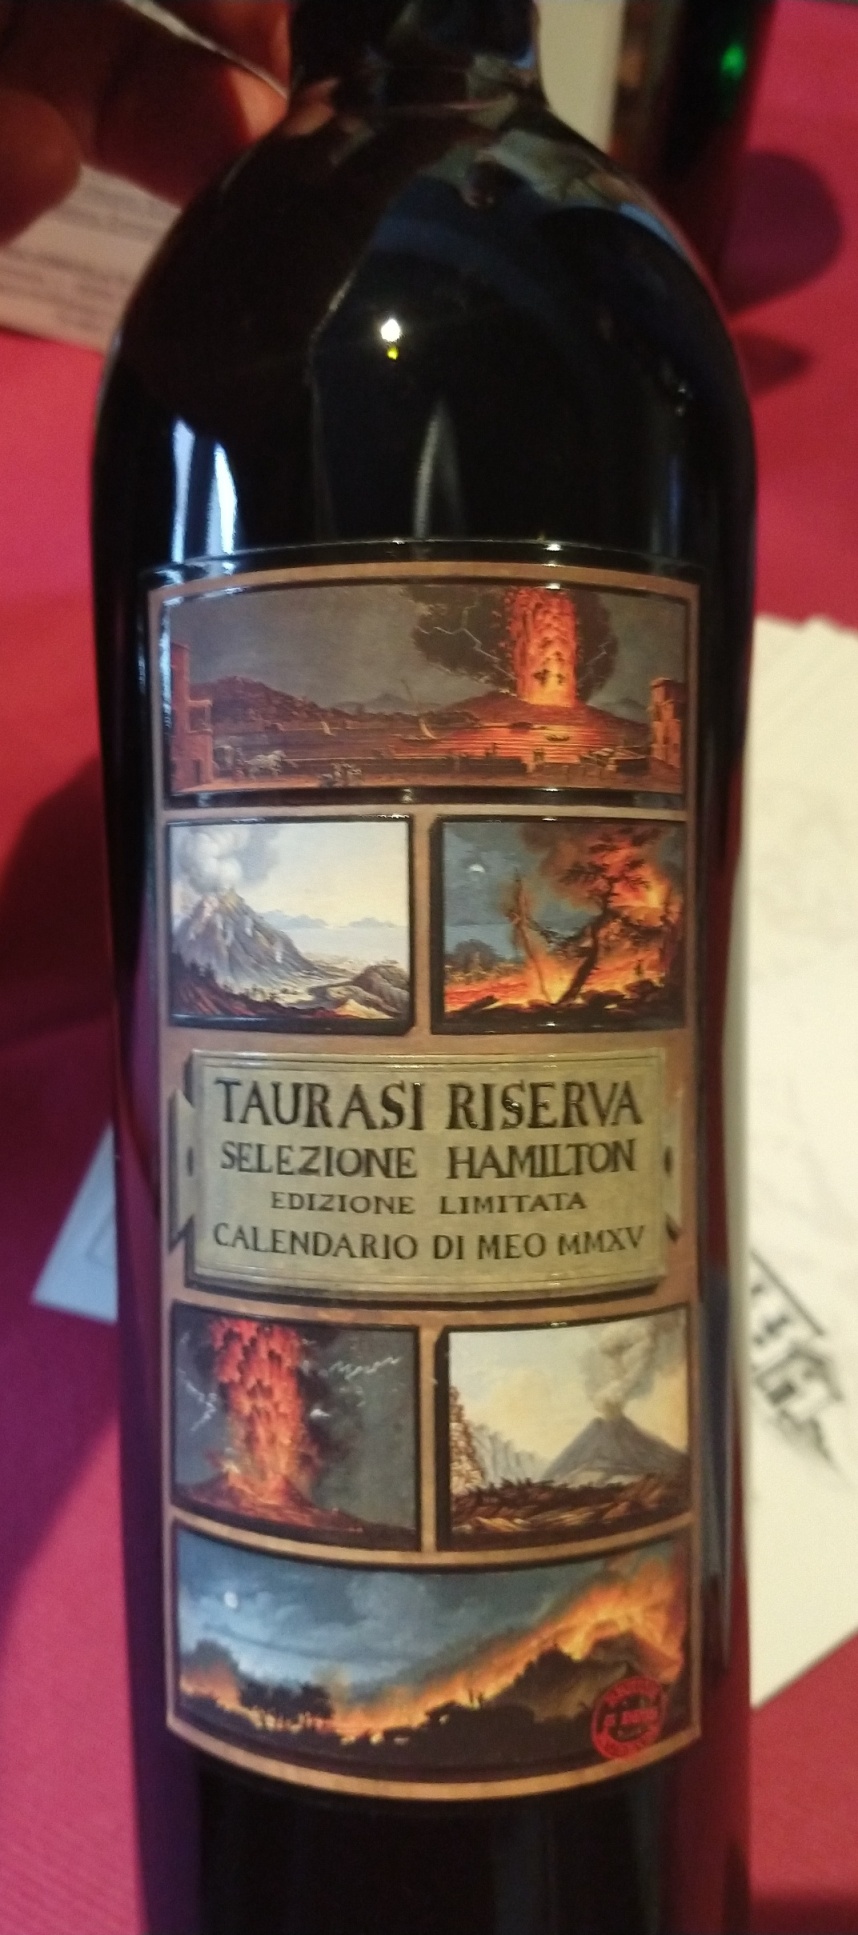 TAURASI RISERVA
SELEZIONE HAMILTON
EDIZIONE LIMITATA
CALENDARIO DI MEO MMXV